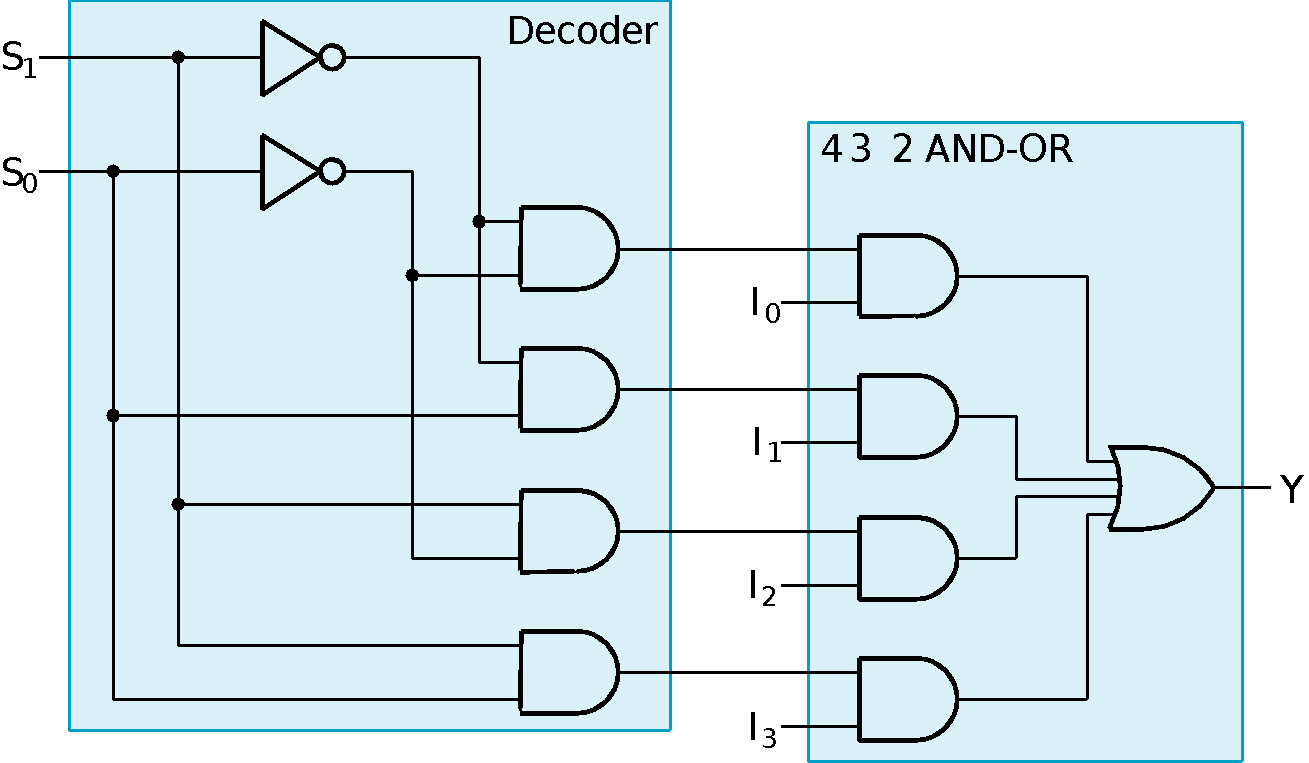 Decoder
S1
S0
4 3 2 AND-OR
I0
I1
I2
I3
Y